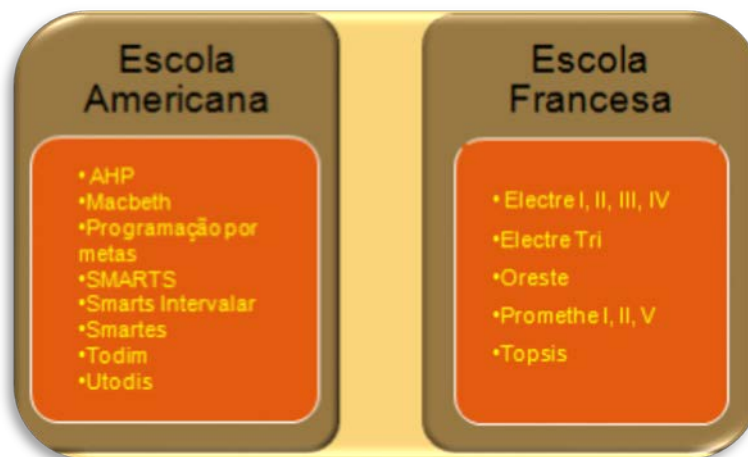 Escola
Americana
• AHP
•Macbeth
•Programação por
metas
•SMARTS
•Smarts Intervalar
•Smartes
•Todim
•Utodis
Escola
Francesa
• Electre I, II, III, IV
•Electre Tri
•Oreste
•Promethe I, II, V
•Topsis